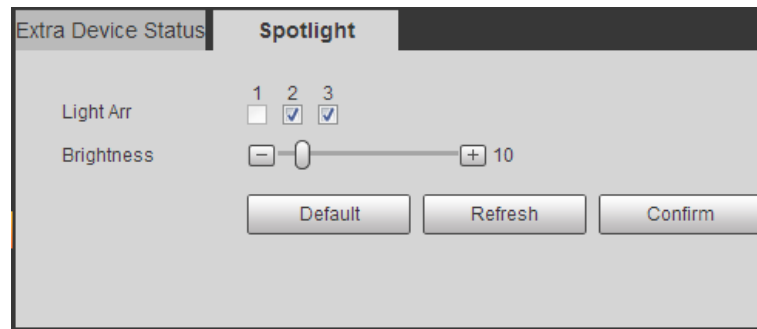 Extra Device Status Spotlight
1 2 3
Light Arr
Brightness 10
Default Refresh Confirm